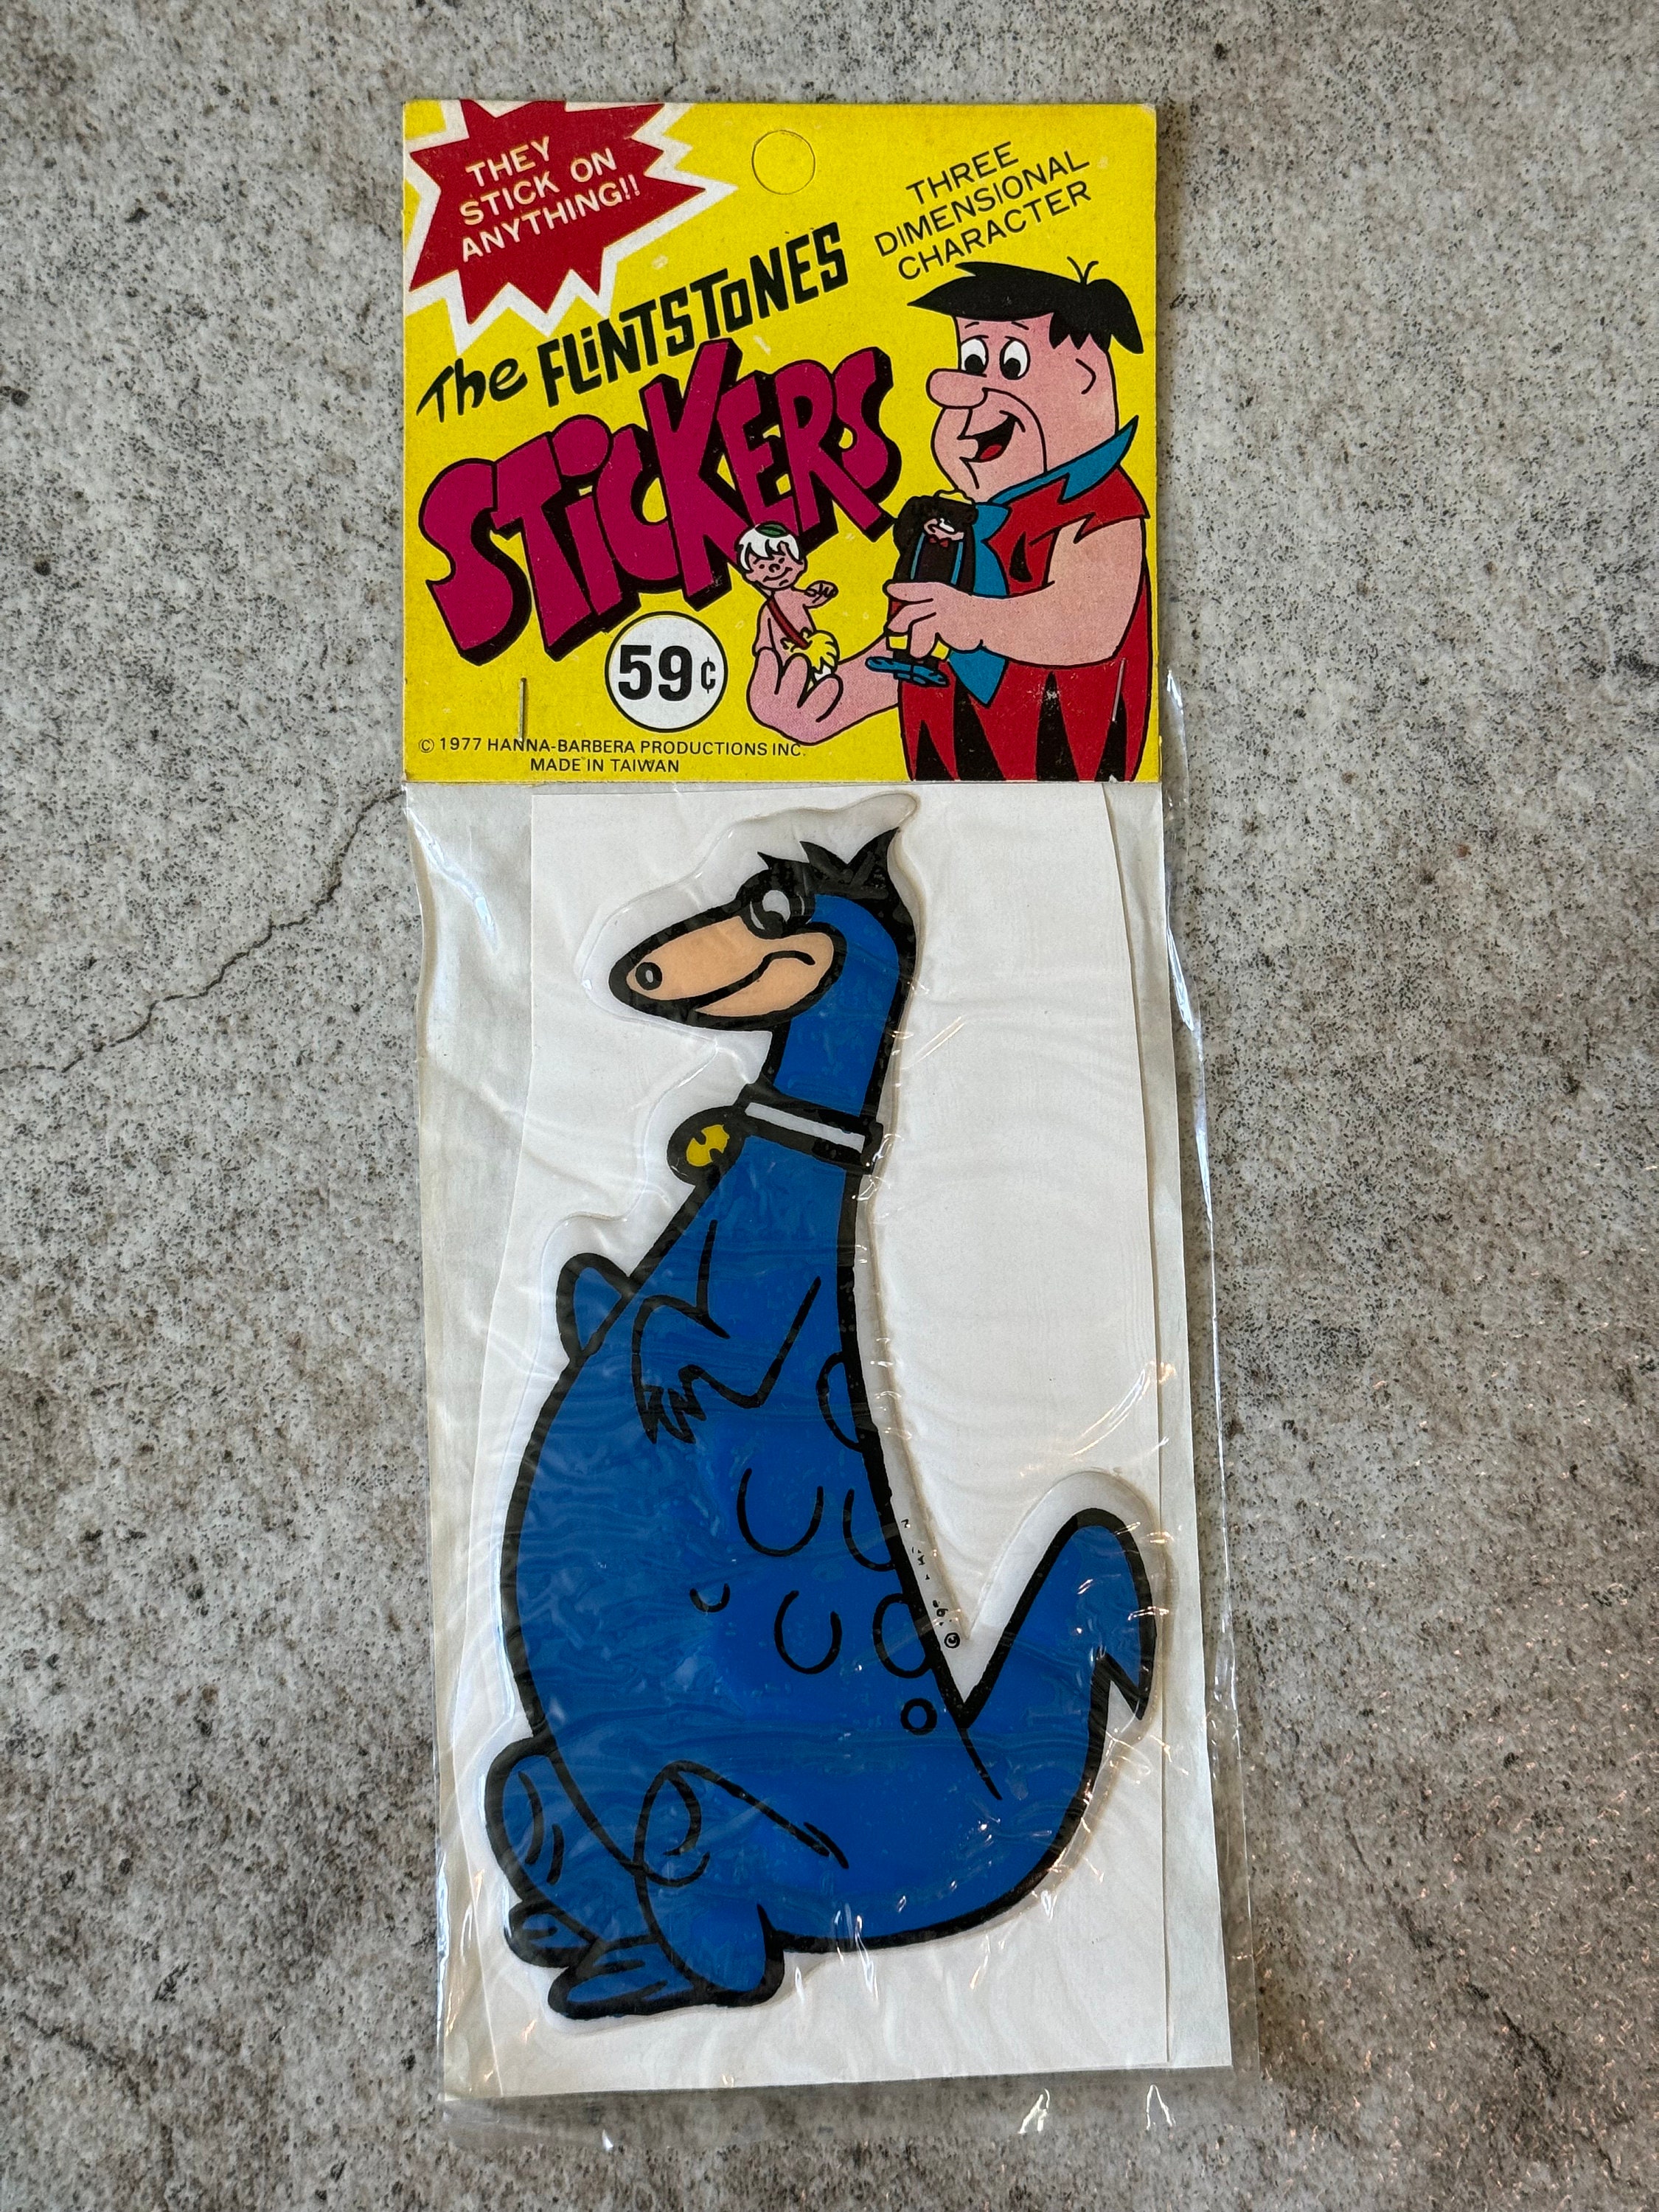 THEY
STICK ON
ANYTHING!!
THREE
DIMENSIONAL
CHARACTER
The FLiNTSToNES
STiCKERS
59¢
© 1977 HANNA-BARBERA PRODUCTIONS INC.
MADE IN TAIWAN
©